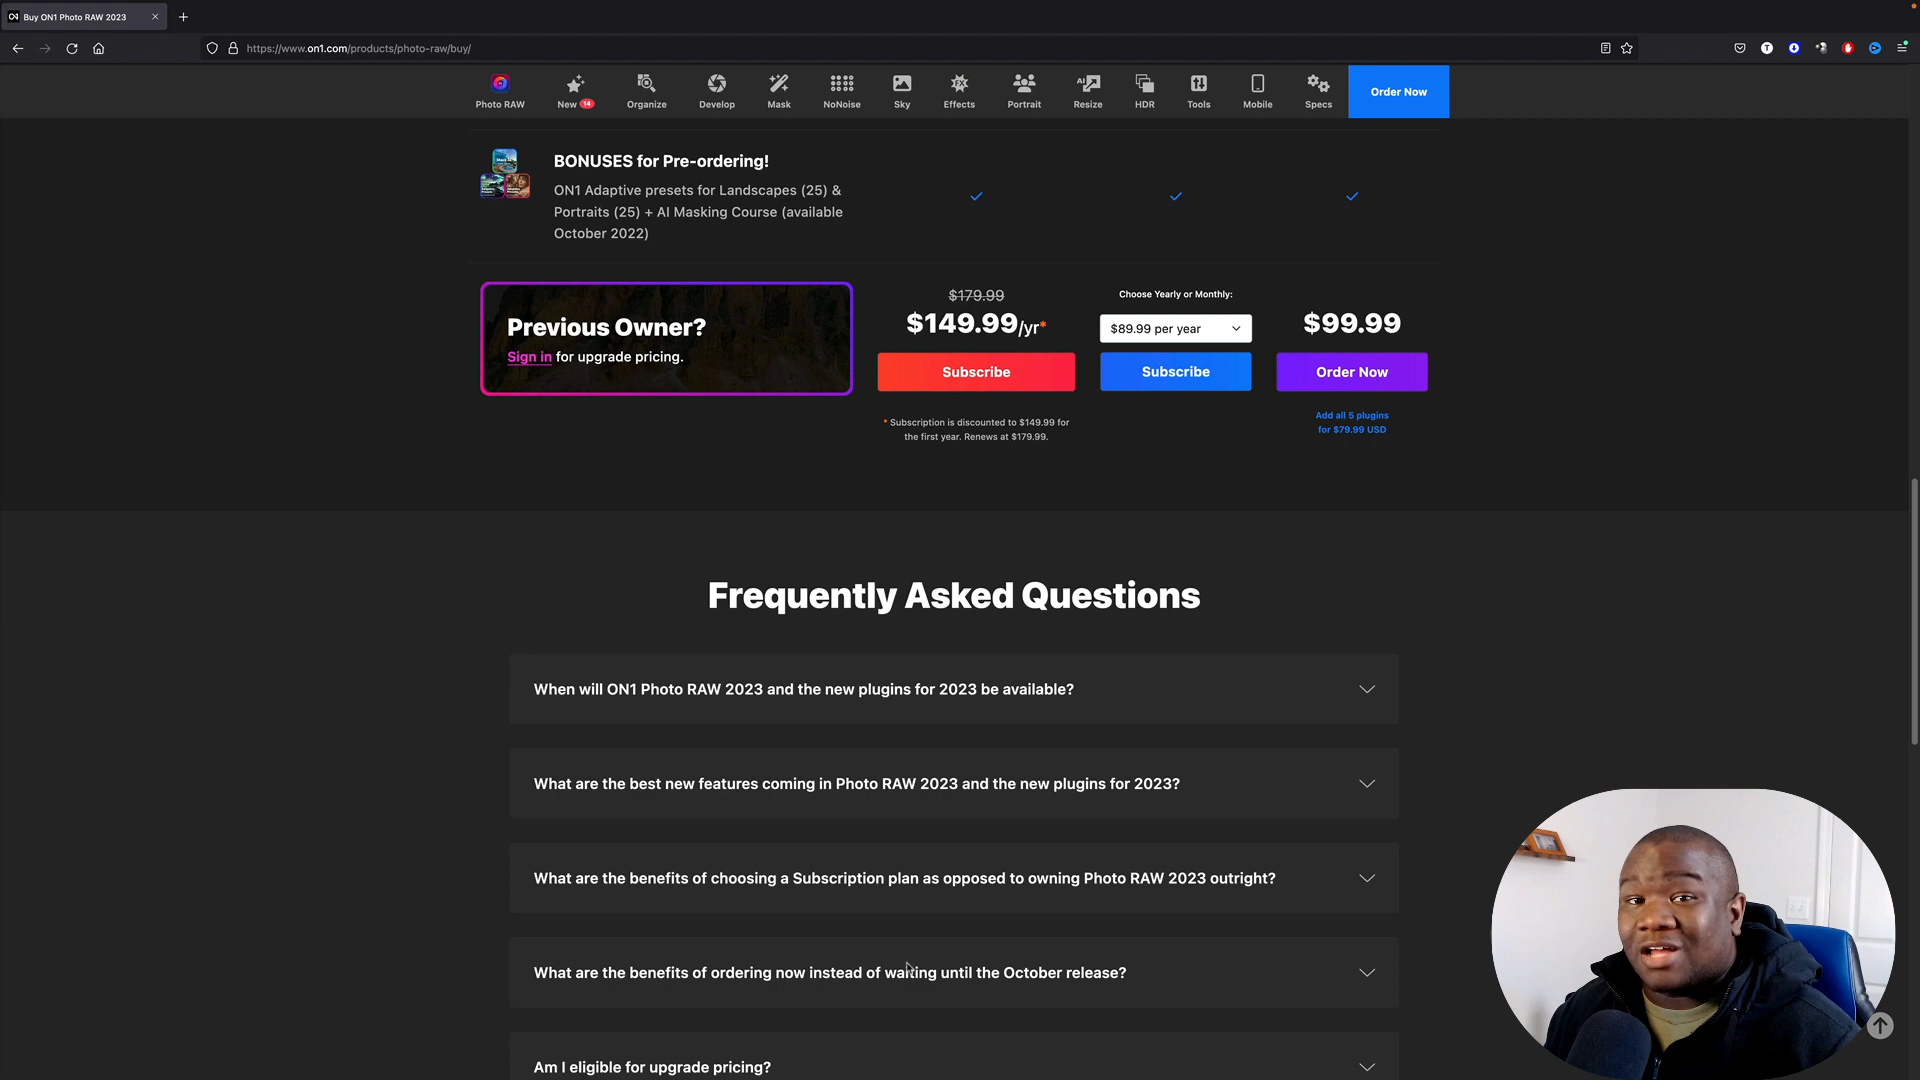 Buy ON1 Photo RAW 2023
https://www.on1.com/products/photo-raw/buy/
Photo RAW
New 14
Organize
Develop
Mask
NoNoise
Sky
Effects
Portrait
Resize
HDR
Tools
Mobile
Specs
Order Now
BONUSES for Pre-ordering!
ON1 Adaptive presets for Landscapes (25) &
Portraits (25) + AI Masking Course (available
October 2022)
Previous Owner?
Sign in for upgrade pricing.
$179.99
$149.99/yr*
Subscribe
* Subscription is discounted to $149.99 for
the first year. Renews at $179.99.
Choose Yearly or Monthly:
$89.99 per year
Subscribe
$99.99
Order Now
Add all 5 plugins
for $79.99 USD
Frequently Asked Questions
When will ON1 Photo RAW 2023 and the new plugins for 2023 be available?
What are the best new features coming in Photo RAW 2023 and the new plugins for 2023?
What are the benefits of choosing a Subscription plan as opposed to owning Photo RAW 2023 outright?
What are the benefits of ordering now instead of waiting until the October release?
Am I eligible for upgrade pricing?